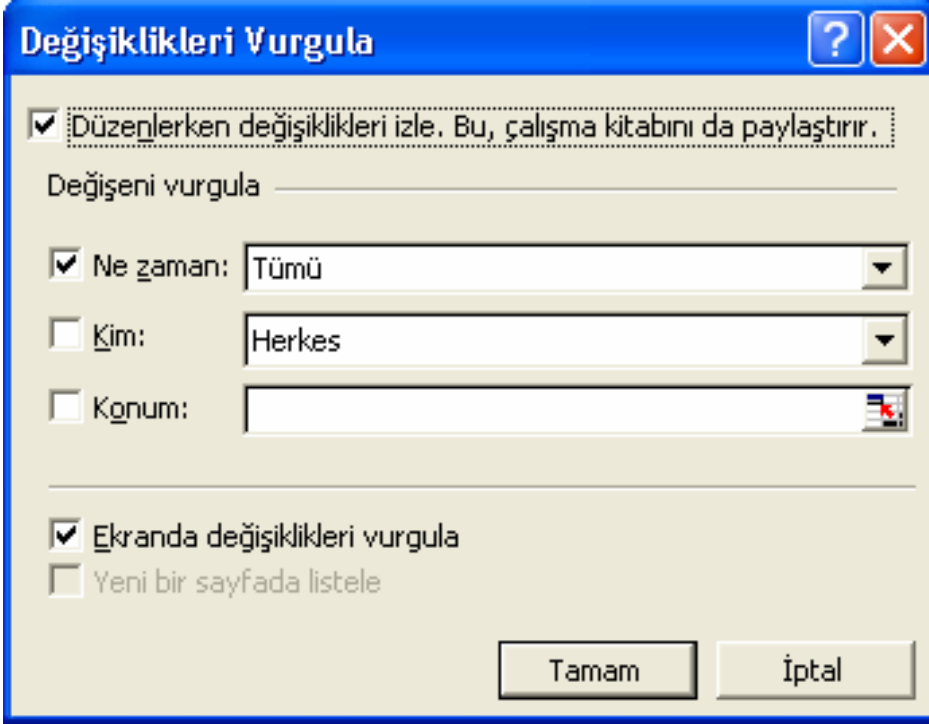 Değişiklikleri Vurgula
Düzenlerken değişiklikleri izle. Bu, çalışma kitabını da paylaştırır.
Değişeni vurgula
Ne zaman: Tümü
Kim: Herkes
Konum:
Ekranda değişiklikleri vurgula
Yeni bir sayfada listele
Tamam İptal